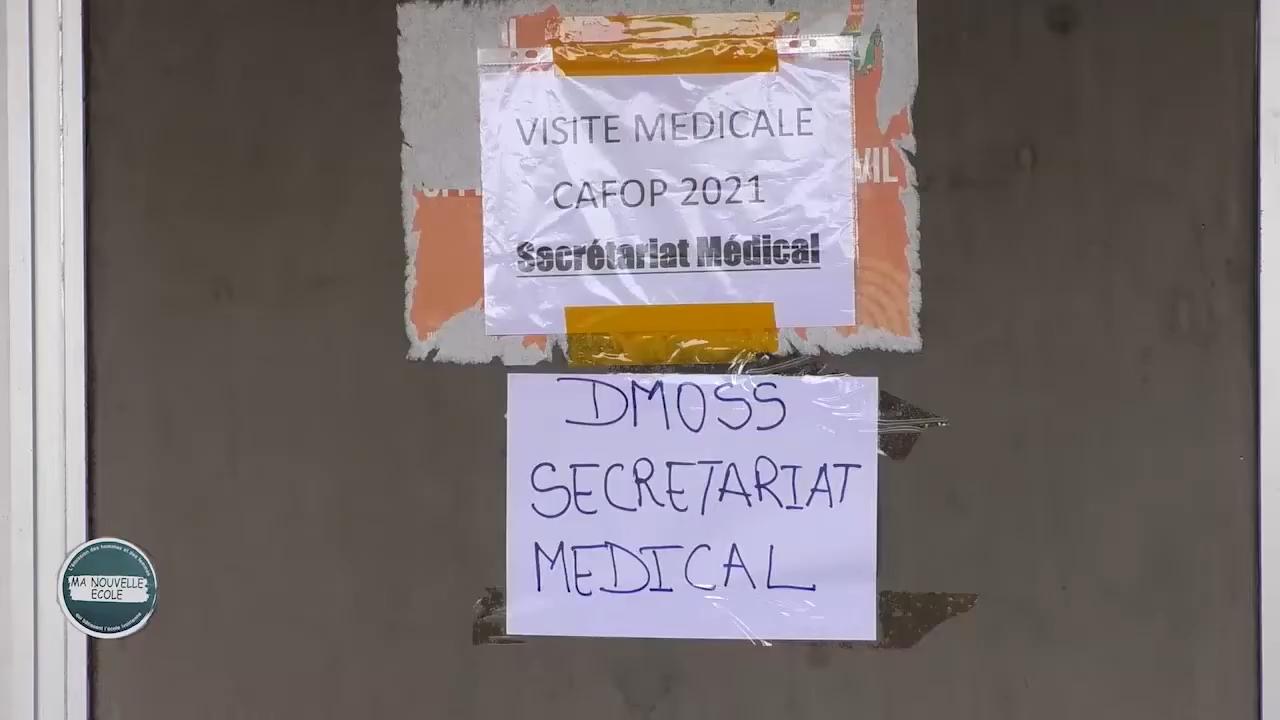 VISITE MEDICALE
CAFOP 2021
Secrétariat Médical
DMOSS
SECRETARIAT
MEDICAL
MA NOUVELLE
ECOLE